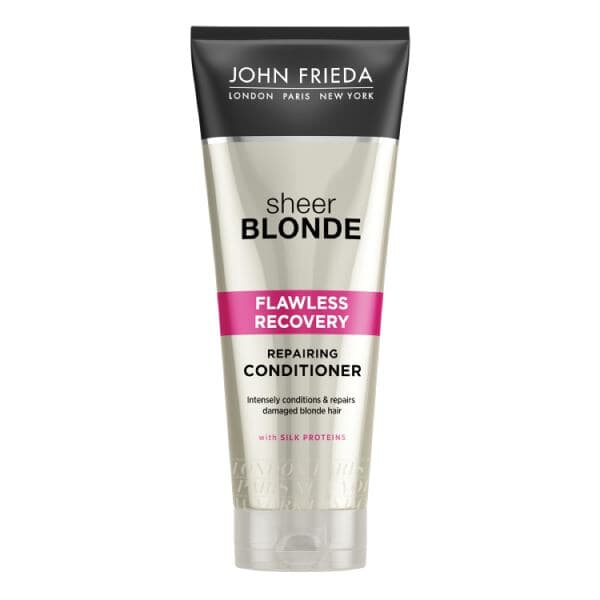 JOHN FRIEDA
LONDON PARIS NEW YORK
sheer
BLONDE
FLAWLESS
RECOVERY
REPAIRING
CONDITIONER
Intensely conditions & repairs
damaged blonde hair
with SILK PROTEINS